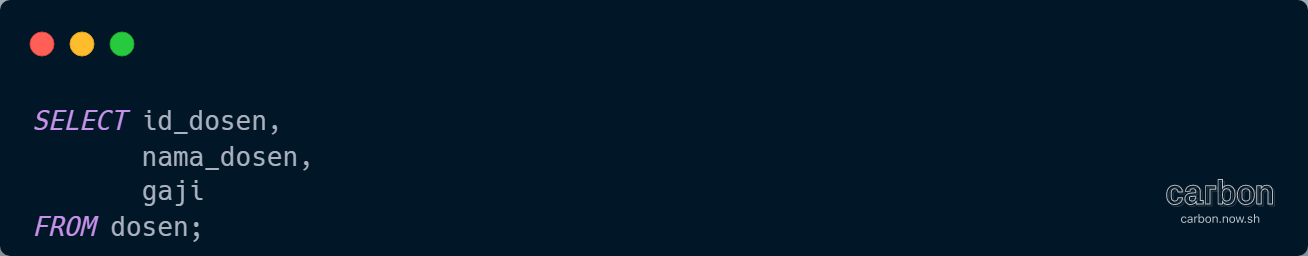 SELECT id_dosen,
       nama_dosen,
       gaji
FROM dosen;
carbon
carbon.now.sh